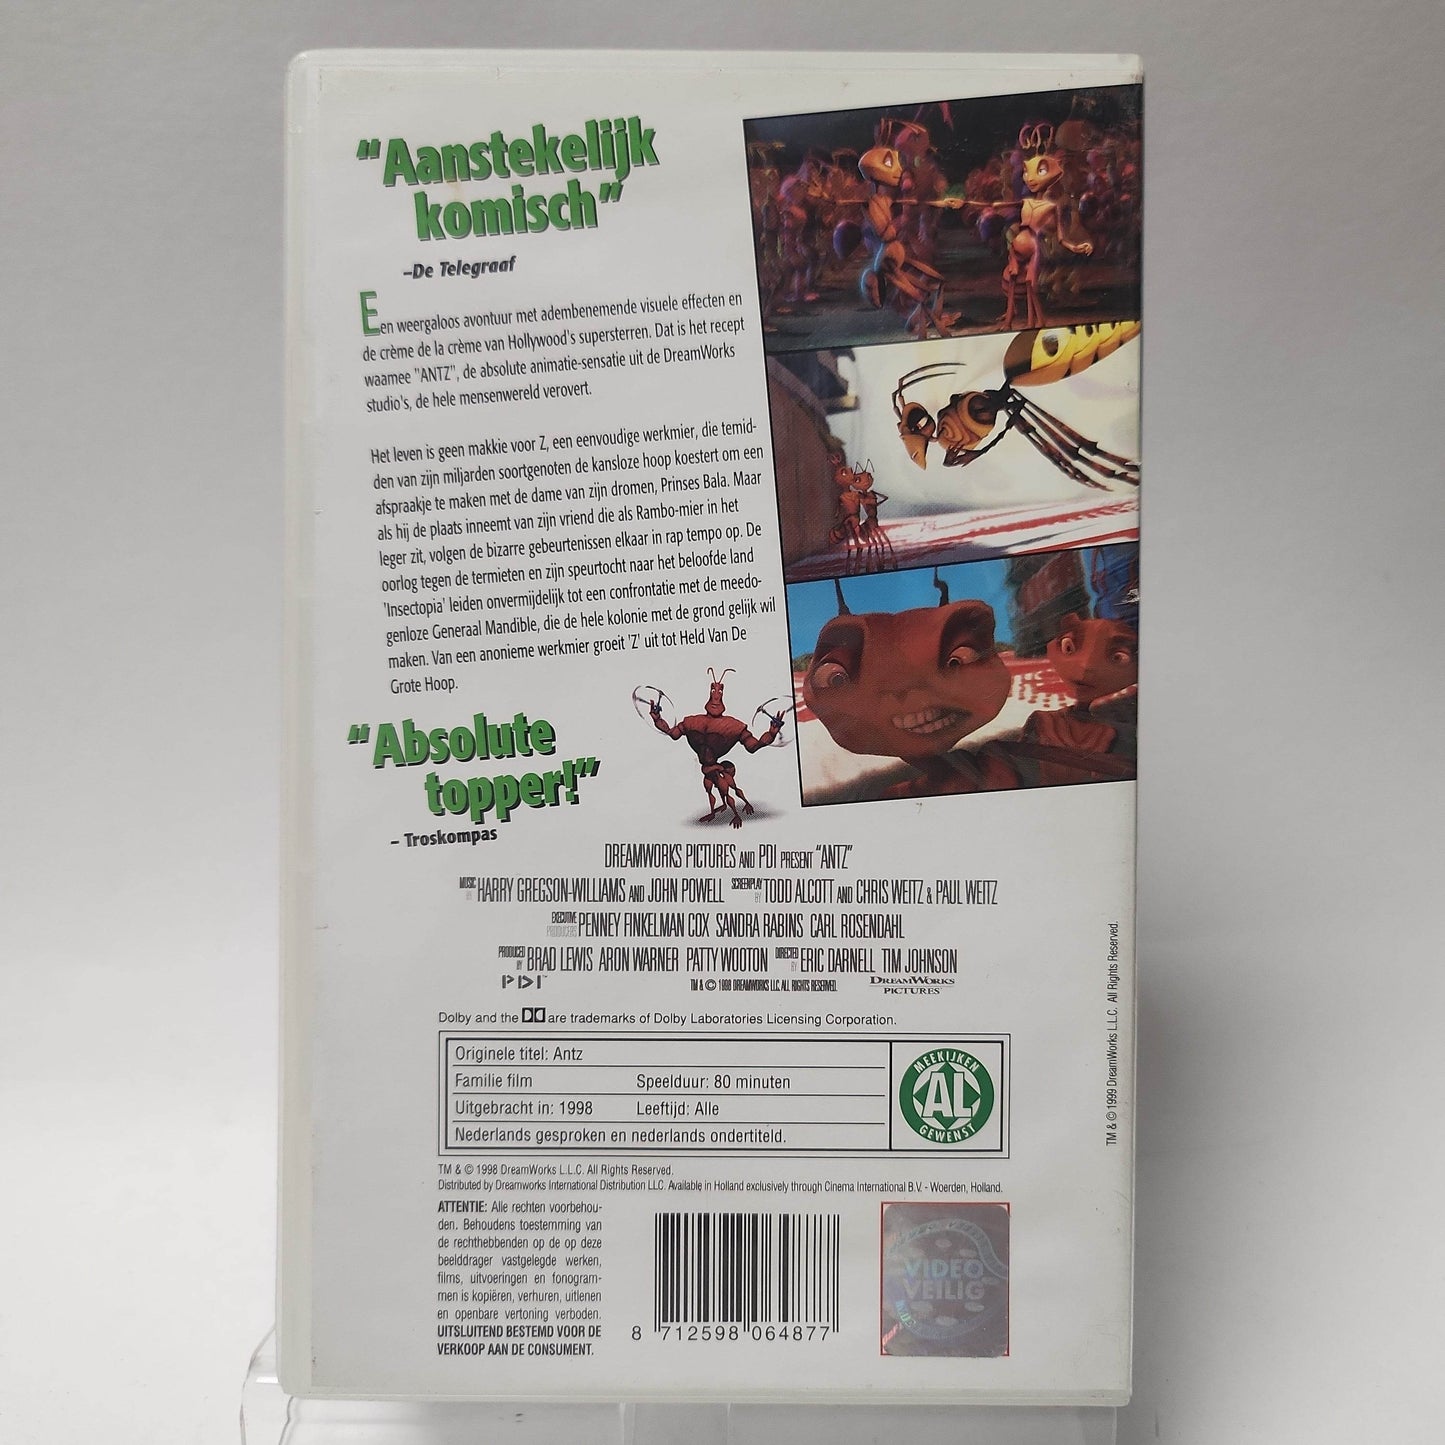 "Aanstekelijk
komisch"
–De Telegraaf
Een weergaloos avontuur met adembenemende visuele effecten en
de crème de la crème van Hollywood's supersterren. Dat is het recept
waamee "ANTZ", de absolute animatie-sensatie uit de DreamWorks
studio's, de hele mensenwereld verovert.
Het leven is geen makkie voor Z, een eenvoudige werkmier, die temid-
den van zijn miljarden soortgenoten de kansloze hoop koestert om een
afspraakje te maken met de dame van zijn dromen, Prinses Bala. Maar
als hij de plaats inneemt van zijn vriend die als Rambo-mier in het
leger zit, volgen de bizarre gebeurtenissen elkaar in rap tempo op. De
oorlog tegen de termieten en zijn speurtocht naar het beloofde land
'Insectopia' leiden onvermijdelijk tot een confrontatie met de meedo-
genloze Generaal Mandible, die de hele kolonie met de grond gelijk wil
maken. Van een anonieme werkmier groeit 'Z' uit tot Held Van De
Grote Hoop.
"Absolute
topper!"
– Troskompas
DREAMWORKS PICTURES AND PDI PRESENT "ANTZ"
MUSIC BY HARRY GREGSON-WILLIAMS AND JOHN POWELL SCREENPLAY BY TODD ALCOTT AND CHRIS WEITZ & PAUL WEITZ
EXECUTIVE PRODUCERS PENNEY FINKELMAN COX SANDRA RABINS CARL ROSENDAHL
PRODUCED BY BRAD LEWIS ARON WARNER PATTY WOOTON DIRECTED BY ERIC DARNELL TIM JOHNSON
PDI™ TM & © 1998 DREAMWORKS LLC. ALL RIGHTS RESERVED. DREAMWORKS PICTURES
Dolby and the DD are trademarks of Dolby Laboratories Licensing Corporation.
Originele titel: Antz
Familie film Speelduur: 80 minuten
Uitgebracht in: 1998 Leeftijd: Alle
Nederlands gesproken en nederlands ondertiteld.
MEEKIJKEN
AL
GEWENST
TM & © 1998 DreamWorks L.L.C. All Rights Reserved.
Distributed by Dreamworks International Distribution LLC. Available in Holland exclusively through Cinema International B.V. - Woerden, Holland.
ATTENTIE: Alle rechten voorbehou-
den. Behoudens toestemming van
de rechthebbenden op de op deze
beelddrager vastgelegde werken,
films, uitvoeringen en fonogram-
men is kopiëren, verhuren, uitlenen
en openbare vertoning verboden.
UITSLUITEND BESTEMD VOOR DE
VERKOOP AAN DE CONSUMENT.
8 712598 064877
VIDEO
VEILIG
TM & © 1999 DreamWorks L.L.C. All Rights Reserved.